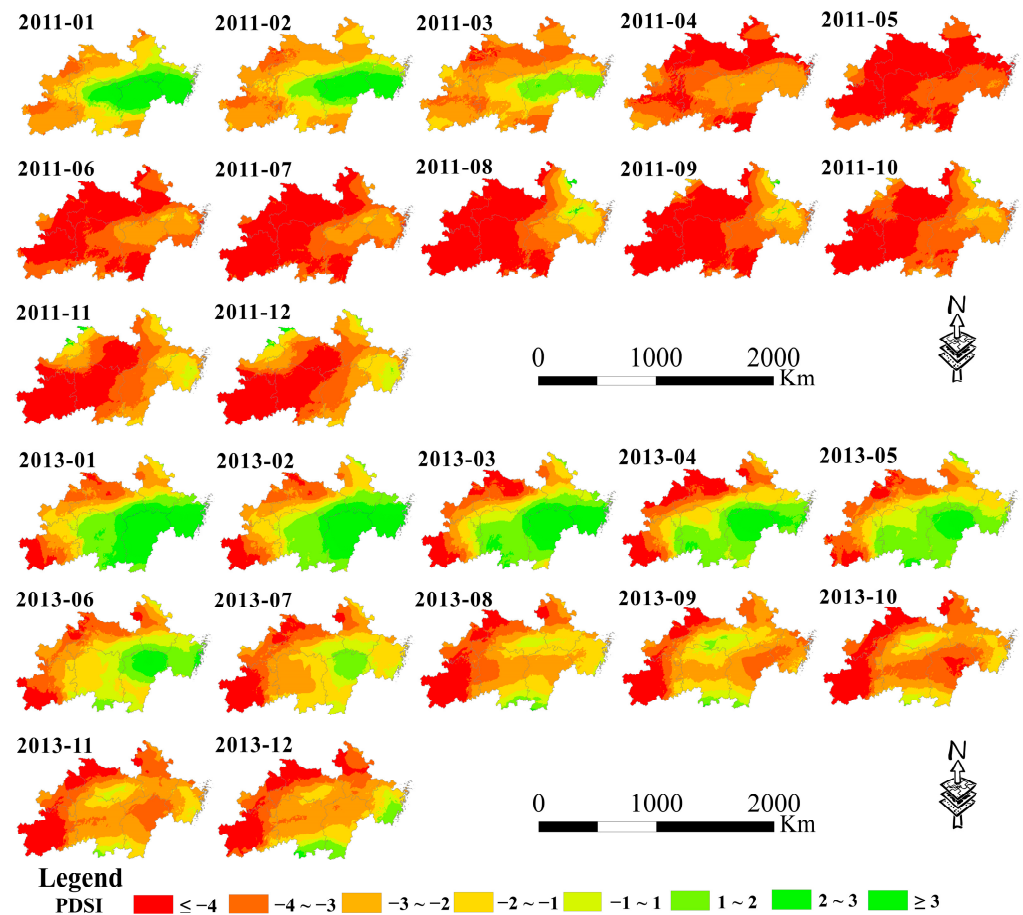 2011-01 2011-02 2011-03 2011-04 2011-05
2011-06 2011-07 2011-08 2011-09 2011-10
2011-11 2011-12
N
0 1000 2000
Km
2013-01 2013-02 2013-03 2013-04 2013-05
2013-06 2013-07 2013-08 2013-09 2013-10
2013-11 2013-12
N
0 1000 2000
Km
Legend
PDSI ≤ −4 −4 ~ −3 −3 ~ −2 −2 ~ −1 −1 ~ 1 1 ~ 2 2 ~ 3 ≥ 3